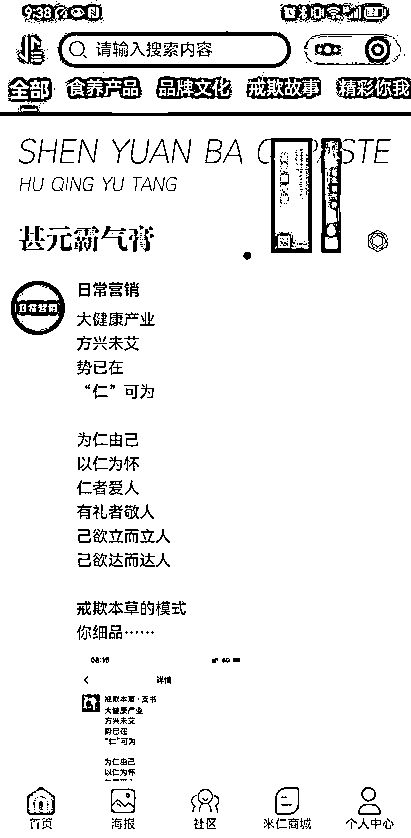 9:38
请输入搜索内容
全部 食养产品 品牌文化 戒欺故事 精彩你我
SHEN YUAN BA QI PASTE
HU QING YU TANG
甚元霸气膏
日常营销
日常营销
大健康产业
方兴未艾
势已在
“仁”可为
为仁由己
以仁为怀
仁者爱人
有礼者敬人
己欲立而立人
己欲达而达人
戒欺本草的模式
你细品……
详情
戒欺本草·文书
大健康产业
方兴未艾
势已在
“仁”可为
为仁由己
以仁为怀
首页 海报 社区 米仁商城 个人中心